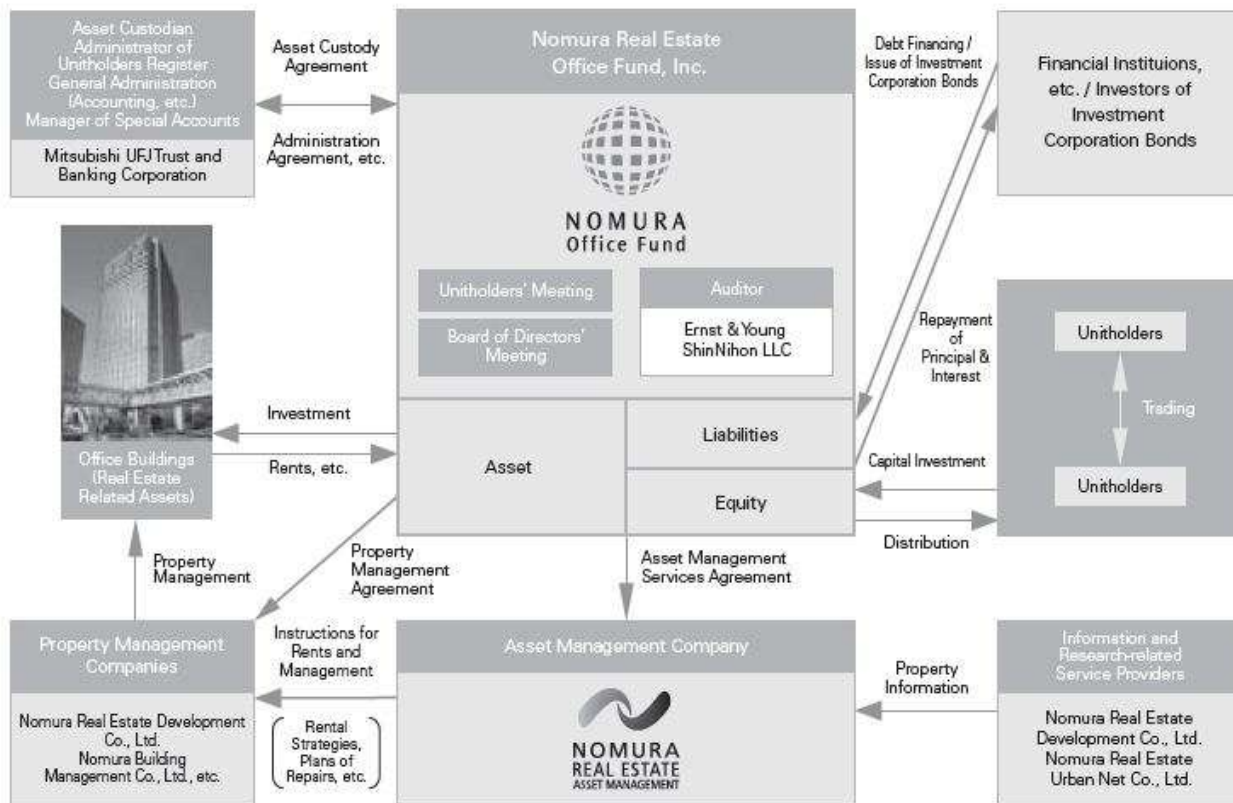 Asset Custodian
Administrator of
Unitholders Register
General Administration
(Accounting, etc.)
Manager of Special Accounts
Mitsubishi UFJ Trust and
Banking Corporation
Asset Custody
Agreement
Administration
Agreement, etc.
Nomura Real Estate
Office Fund, Inc.
NOMURA
Office Fund
Unitholders' Meeting
Board of Directors'
Meeting
Auditor
Ernst & Young
ShinNihon LLC
Debt Financing /
Issue of Investment
Corporation Bonds
Financial Instituions,
etc. / Investors of
Investment
Corporation Bonds
Repayment
of
Principal &
Interest
Unitholders
Trading
Unitholders
Investment
Rents, etc.
Office Buildings
(Real Estate
Related Assets)
Asset
Liabilities
Equity
Capital Investment
Distribution
Property
Management
Property
Management
Agreement
Asset Management
Services Agreement
Property Management
Companies
Nomura Real Estate Development
Co., Ltd.
Nomura Building
Management Co., Ltd., etc.
Instructions for
Rents and
Management
Rental
Strategies,
Plans of
Repairs, etc.
Asset Management Company
NOMURA
REAL ESTATE
ASSET MANAGEMENT
Property
Information
Information and
Research-related
Service Providers
Nomura Real Estate
Development Co., Ltd.
Nomura Real Estate
Urban Net Co., Ltd.